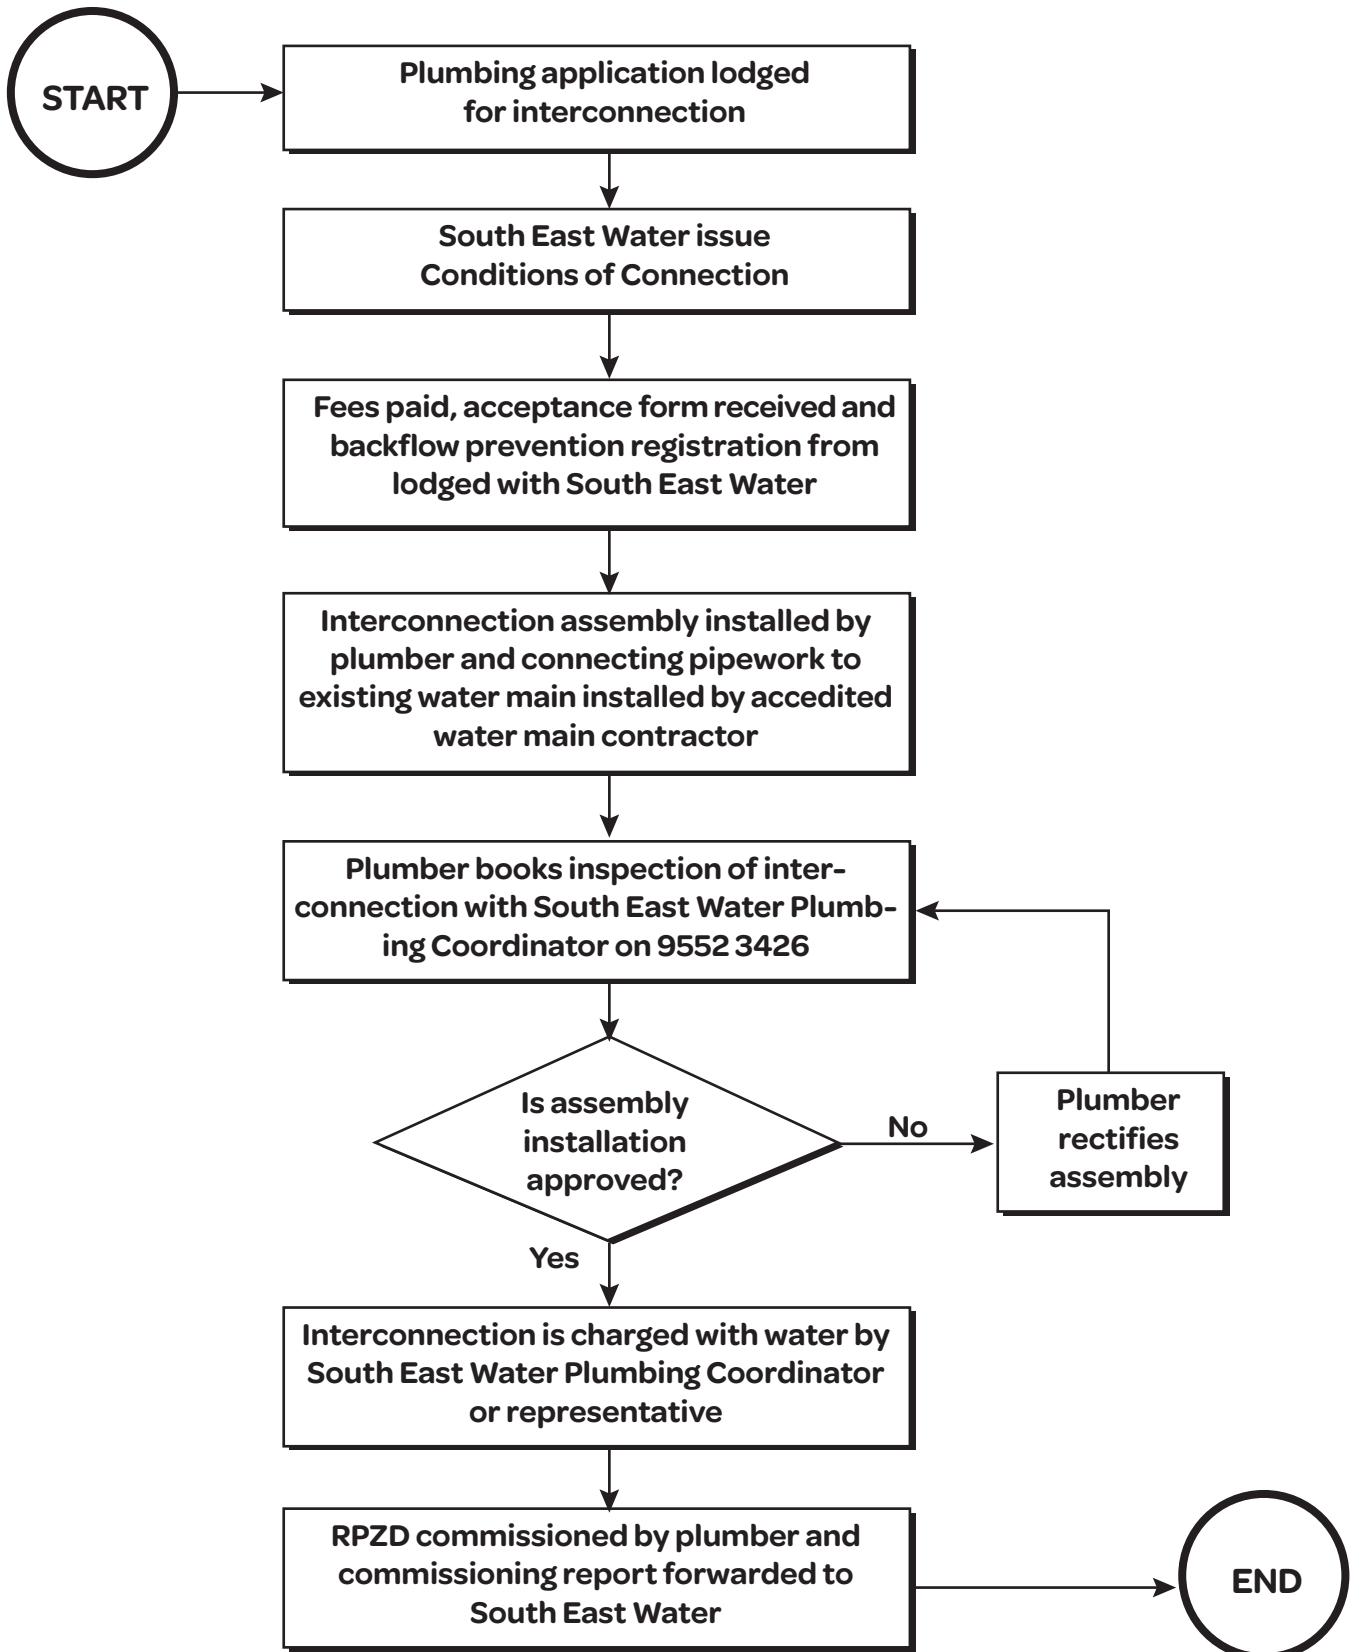 START
Plumbing application lodged
for interconnection
South East Water issue
Conditions of Connection
Fees paid, acceptance form received and
backflow prevention registration from
lodged with South East Water
Interconnection assembly installed by
plumber and connecting pipework to
existing water main installed by accedited
water main contractor
Plumber books inspection of inter-
connection with South East Water Plumb-
ing Coordinator on 9552 3426
Is assembly
installation
approved?
No
Plumber
rectifies
assembly
Yes
Interconnection is charged with water by
South East Water Plumbing Coordinator
or representative
RPZD commissioned by plumber and
commissioning report forwarded to
South East Water
END